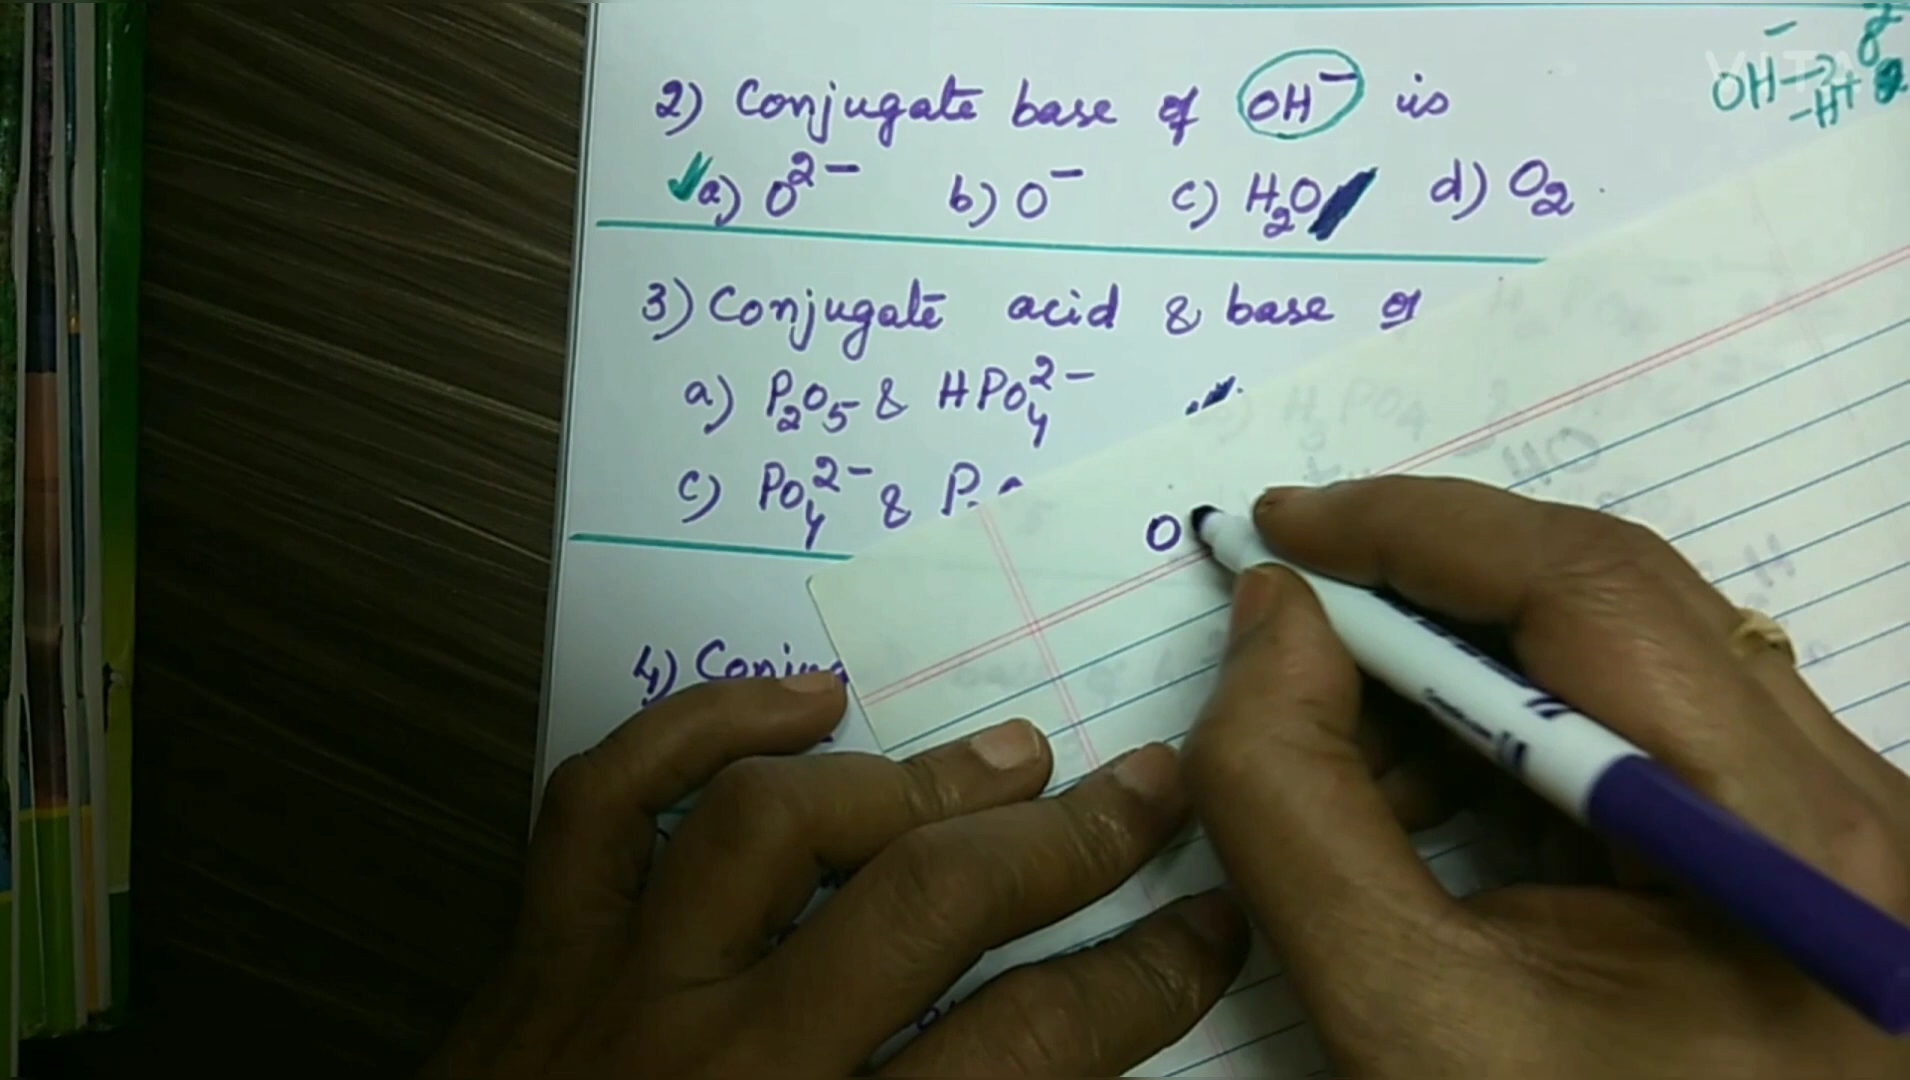 2) Conjugate base of OH⁻ is
a) O²⁻ b) O⁻ c) H₂O d) O₂
OH⁻ → -H⁺
3) Conjugate acid & base of
a) P₂O₅ & HPO₄²⁻
c) PO₄²⁻ & P
O
4) Conjug